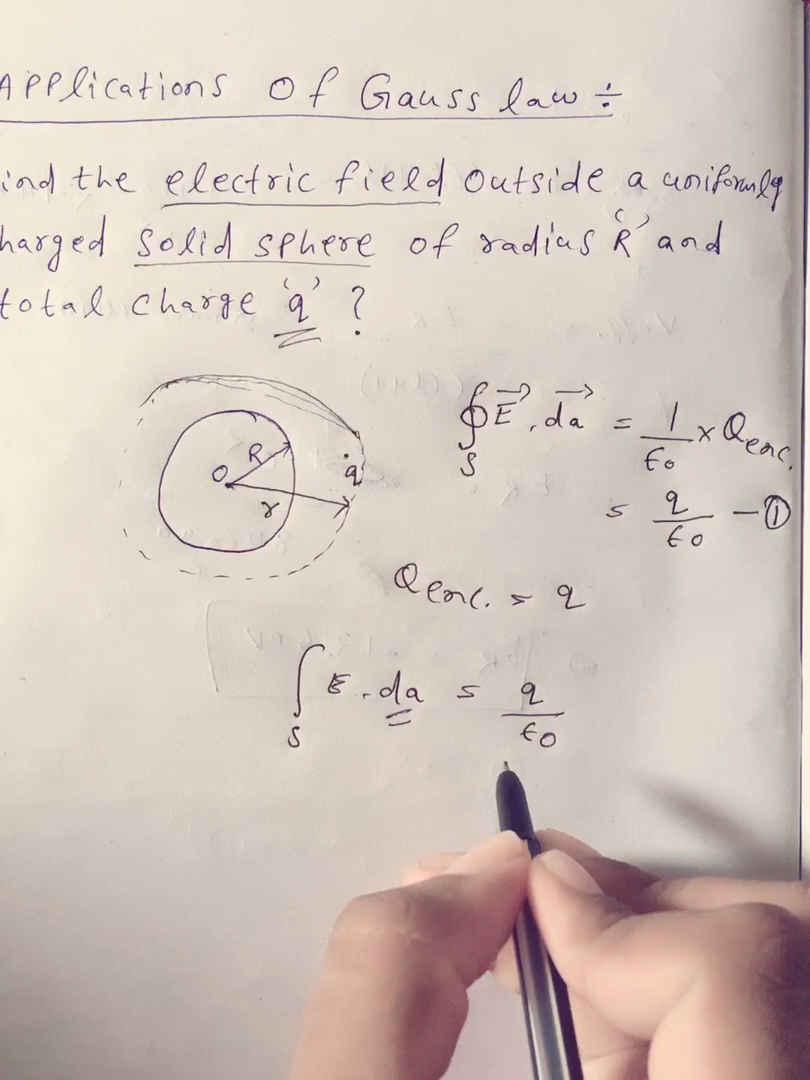 APPlications Of Gauss law ÷
ind the electric field outside a uniformly
harged solid sphere of radius 'R' and
total charge 'q' ?
∮ E⃗ . da⃗ = 1/ϵ0 x Qenc.
S
= q/ϵ0 — ①
O R r q
Qenc. = q
∫ E . da = q/ϵ0
S